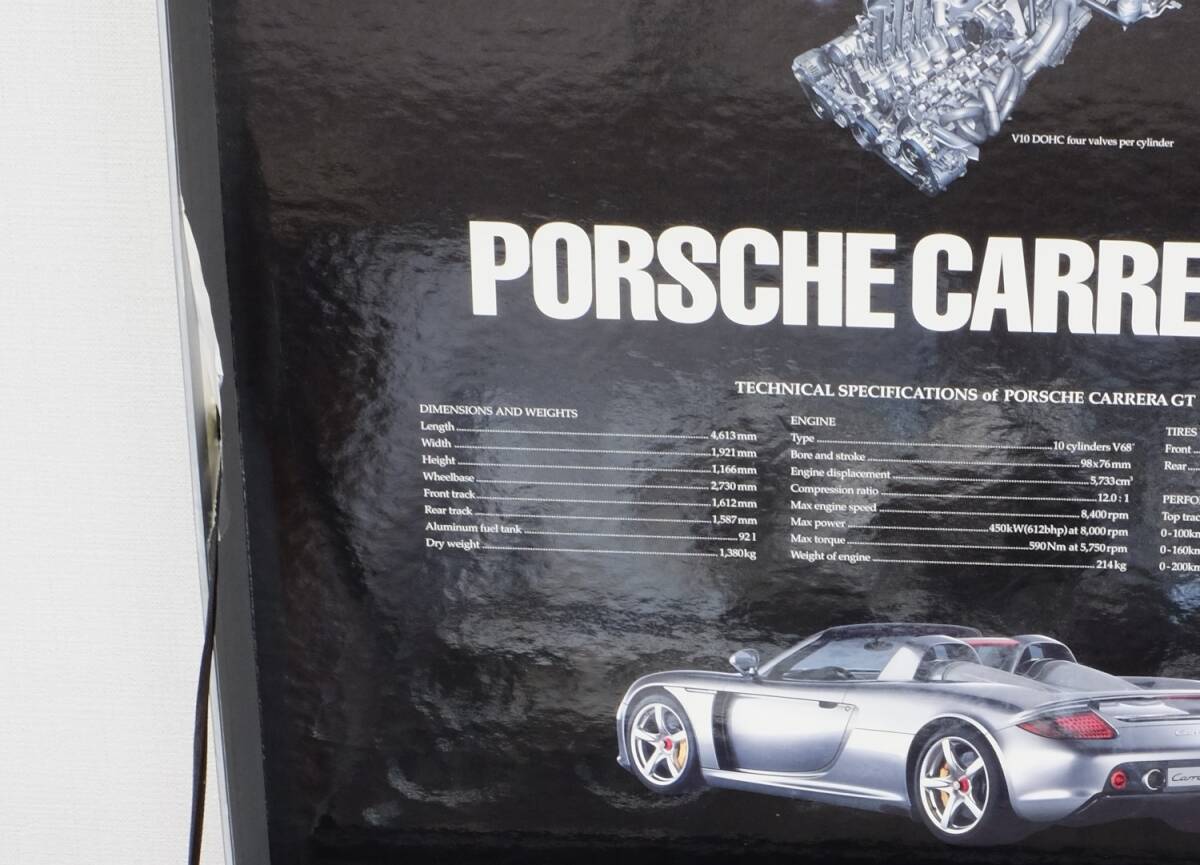 V10 DOHC four valves per cylinder
PORSCHE CARRE
TECHNICAL SPECIFICATIONS of PORSCHE CARRERA GT
DIMENSIONS AND WEIGHTS
Length 4,613mm
Width 1,921mm
Height 1,166mm
Wheelbase 2,730mm
Front track 1,612mm
Rear track 1,587mm
Aluminum fuel tank 92l
Dry weight 1,380kg
ENGINE
Type 10 cylinders V68°
Bore and stroke 98x76mm
Engine displacement 5,733cm³
Compression ratio 12.0 : 1
Max engine speed 8,400rpm
Max power 450kW(612bhp)at 8,000rpm
Max torque 590Nm at 5,750rpm
Weight of engine 214kg
TIRES
Front
Rear
PERFO
Top trac
0-100km
0-160km
0-200km
Carre